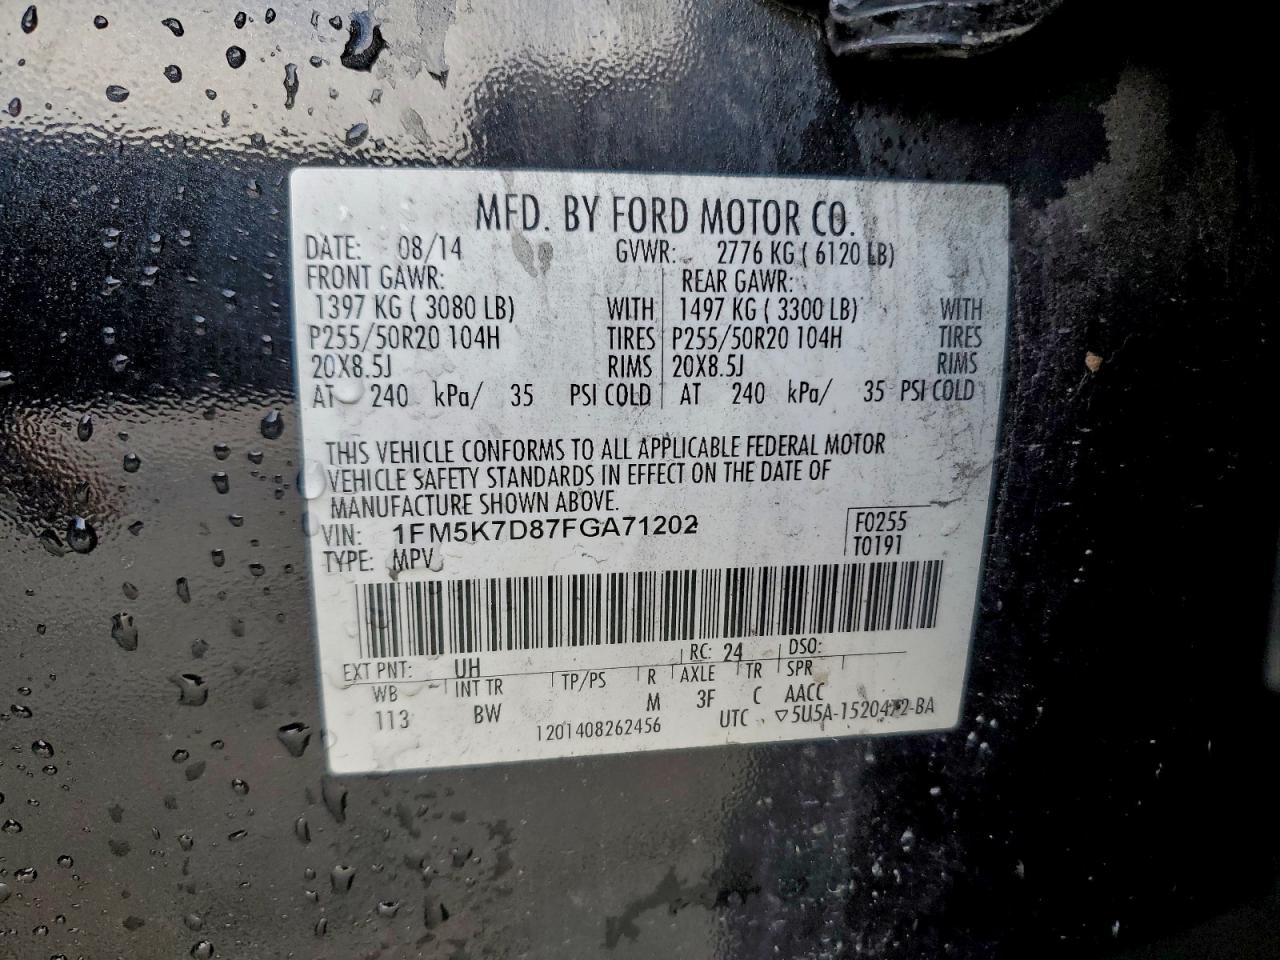 MFD. BY FORD MOTOR CO.
DATE: 08/14 GVWR: 2776 KG ( 6120 LB)
FRONT GAWR: REAR GAWR:
1397 KG ( 3080 LB) WITH 1497 KG ( 3300 LB) WITH
P255/50R20 104H TIRES P255/50R20 104H TIRES
20X8.5J RIMS 20X8.5J RIMS
AT 240 kPa/ 35 PSI COLD AT 240 kPa/ 35 PSI COLD
THIS VEHICLE CONFORMS TO ALL APPLICABLE FEDERAL MOTOR
VEHICLE SAFETY STANDARDS IN EFFECT ON THE DATE OF
MANUFACTURE SHOWN ABOVE.
VIN: 1FM5K7D87FGA71202 F0255
TYPE: MPV T0191
EXT PNT: UH RC: 24 DSO:
WB INT TR TP/PS R AXLE TR SPR
113 BW M 3F C AACC
1201408262456 UTC ▽5U5A-1520472-BA